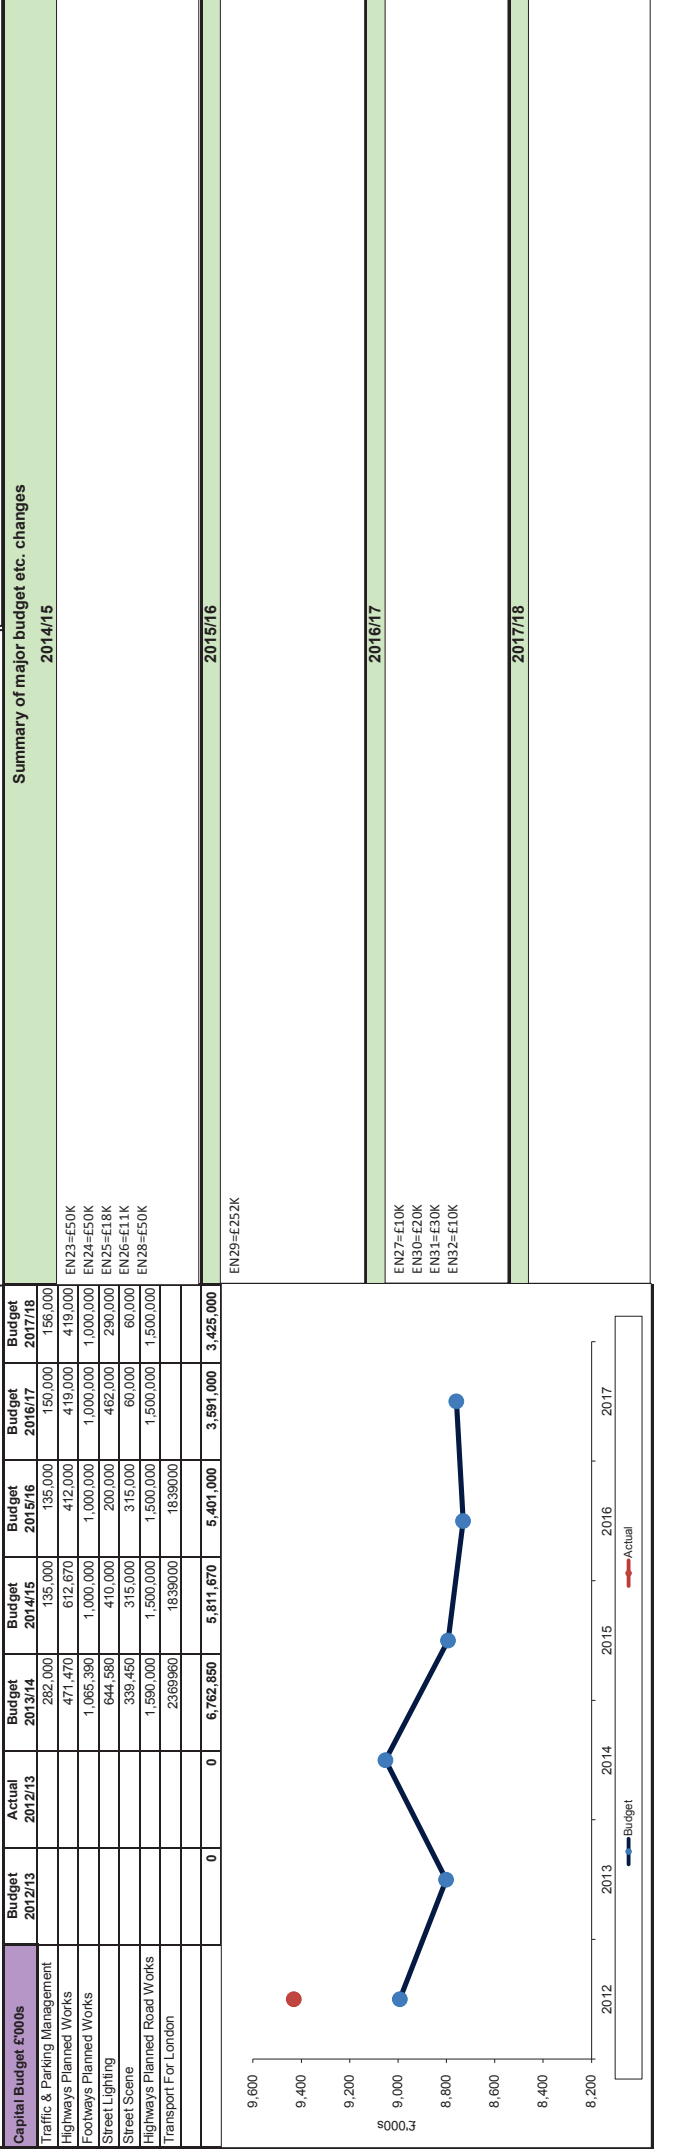 Capital Budget £'000s Budget 2012/13 Actual 2012/13 Budget 2013/14 Budget 2014/15 Budget 2015/16 Budget 2016/17 Budget 2017/18
Traffic & Parking Management 282,000 135,000 135,000 150,000 156,000
Highways Planned Works 471,470 612,670 412,000 419,000 419,000
Footways Planned Works 1,065,390 1,000,000 1,000,000 1,000,000 1,000,000
Street Lighting 644,580 410,000 200,000 462,000 290,000
Street Scene 339,450 315,000 315,000 60,000 60,000
Highways Planned Road Works 1,590,000 1,500,000 1,500,000 1,500,000 1,500,000
Transport For London 2369960 1839000 1839000
0 0 6,762,850 5,811,670 5,401,000 3,591,000 3,425,000
£'000s
9,600
9,400
9,200
9,000
8,800
8,600
8,400
8,200
2012 2013 2014 2015 2016 2017
Budget Actual
Summary of major budget etc. changes
2014/15
EN23=£50K
EN24=£50K
EN25=£18K
EN26=£11K
EN28=£50K
2015/16
EN29=£252K
2016/17
EN27=£10K
EN30=£20K
EN31=£30K
EN32=£10K
2017/18